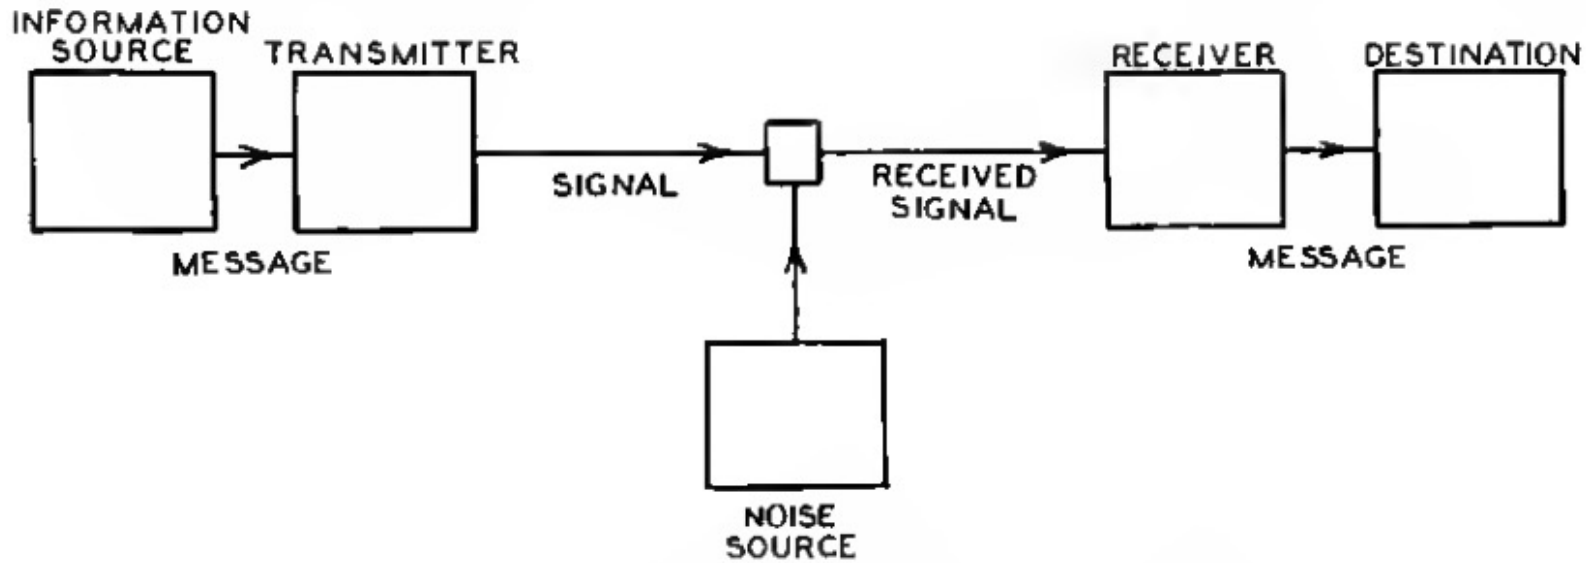 INFORMATION
SOURCE
TRANSMITTER
RECEIVER
DESTINATION
SIGNAL
RECEIVED
SIGNAL
MESSAGE
MESSAGE
NOISE
SOURCE